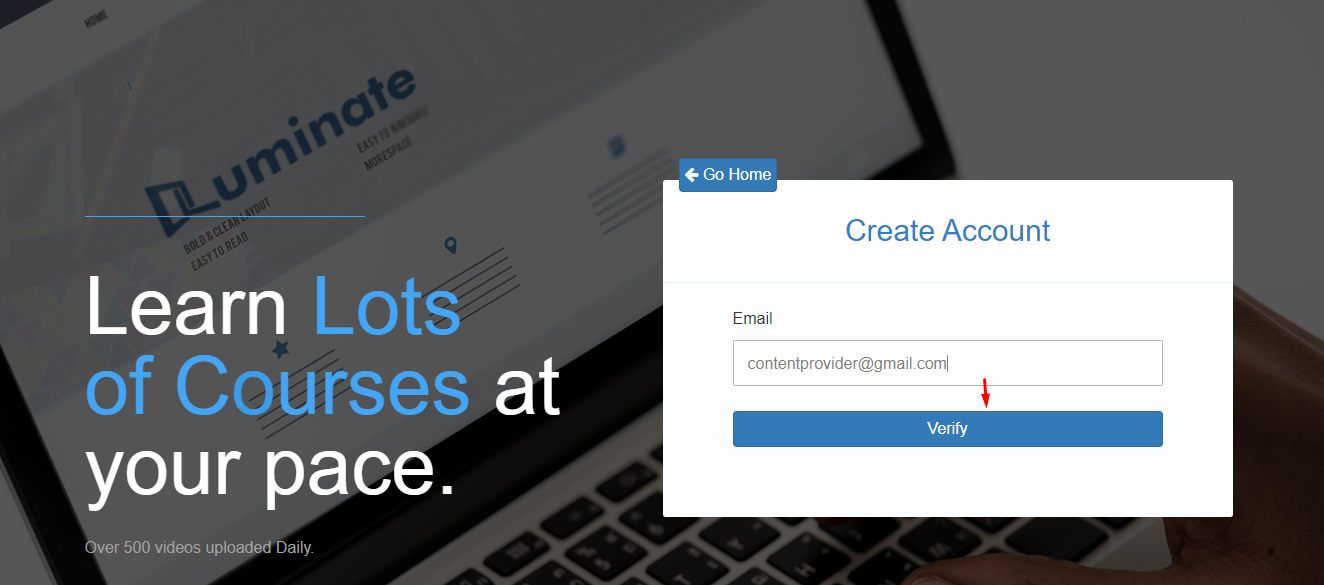 HOME
Luminate
EASY TO NAVIGATE
MORESPACE
BOLD & CLEAR LAYOUT
EASY TO READ
Learn Lots
of Courses at
your pace.
Over 500 videos uploaded Daily.
Go Home
Create Account
Email
contentprovider@gmail.com
Verify